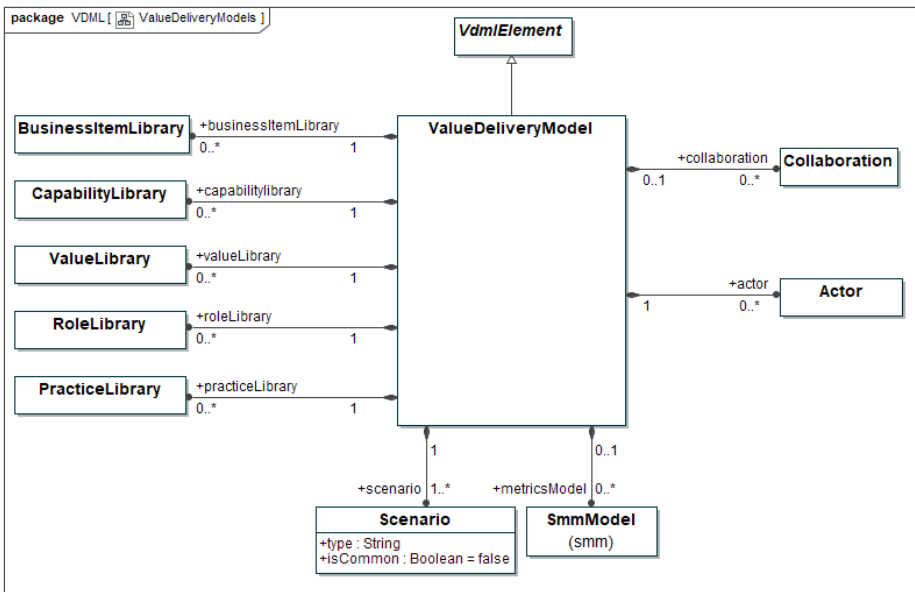 package VDML [ ValueDeliveryModels ]
VdmlElement
ValueDeliveryModel
BusinessItemLibrary
+businessItemLibrary
0..*
1
CapabilityLibrary
+capabilitylibrary
0..*
1
ValueLibrary
+valueLibrary
0..*
1
RoleLibrary
+roleLibrary
0..*
1
PracticeLibrary
+practiceLibrary
0..*
1
+collaboration
0..1
0..*
Collaboration
+actor
1
0..*
Actor
1
+scenario
1..*
Scenario
+type : String
+isCommon : Boolean = false
0..1
+metricsModel
0..*
SmmModel
(smm)